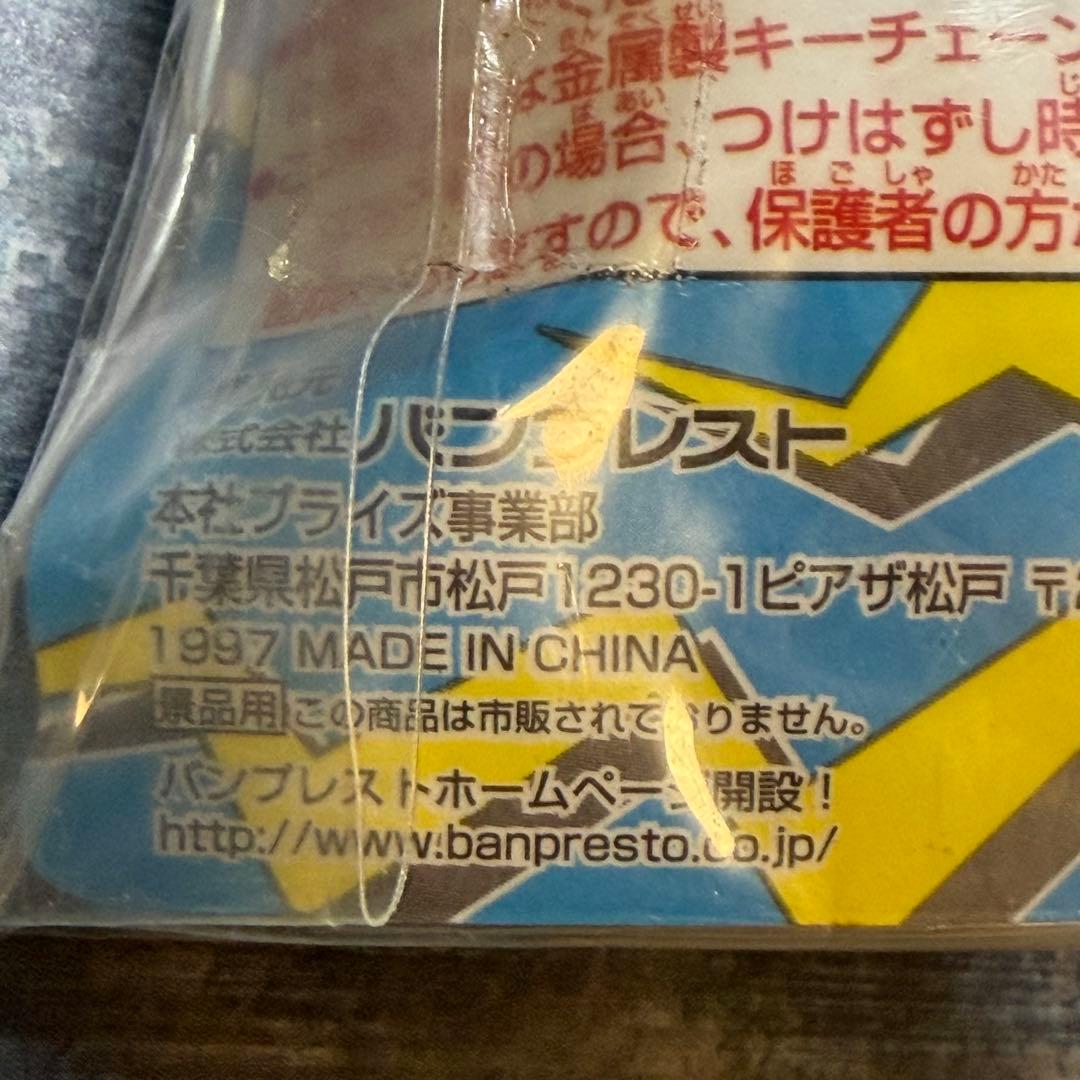 は金属製キーチェーン
の場合、つけはずし時
すので、保護者の方
株式会社バンプレスト
本社プライズ事業部
千葉県松戸市松戸1230-1ピアザ松戸 〒2
1997 MADE IN CHINA
景品用 この商品は市販されておりません。
バンプレストホームページ開設！
http://www.banpresto.co.jp/